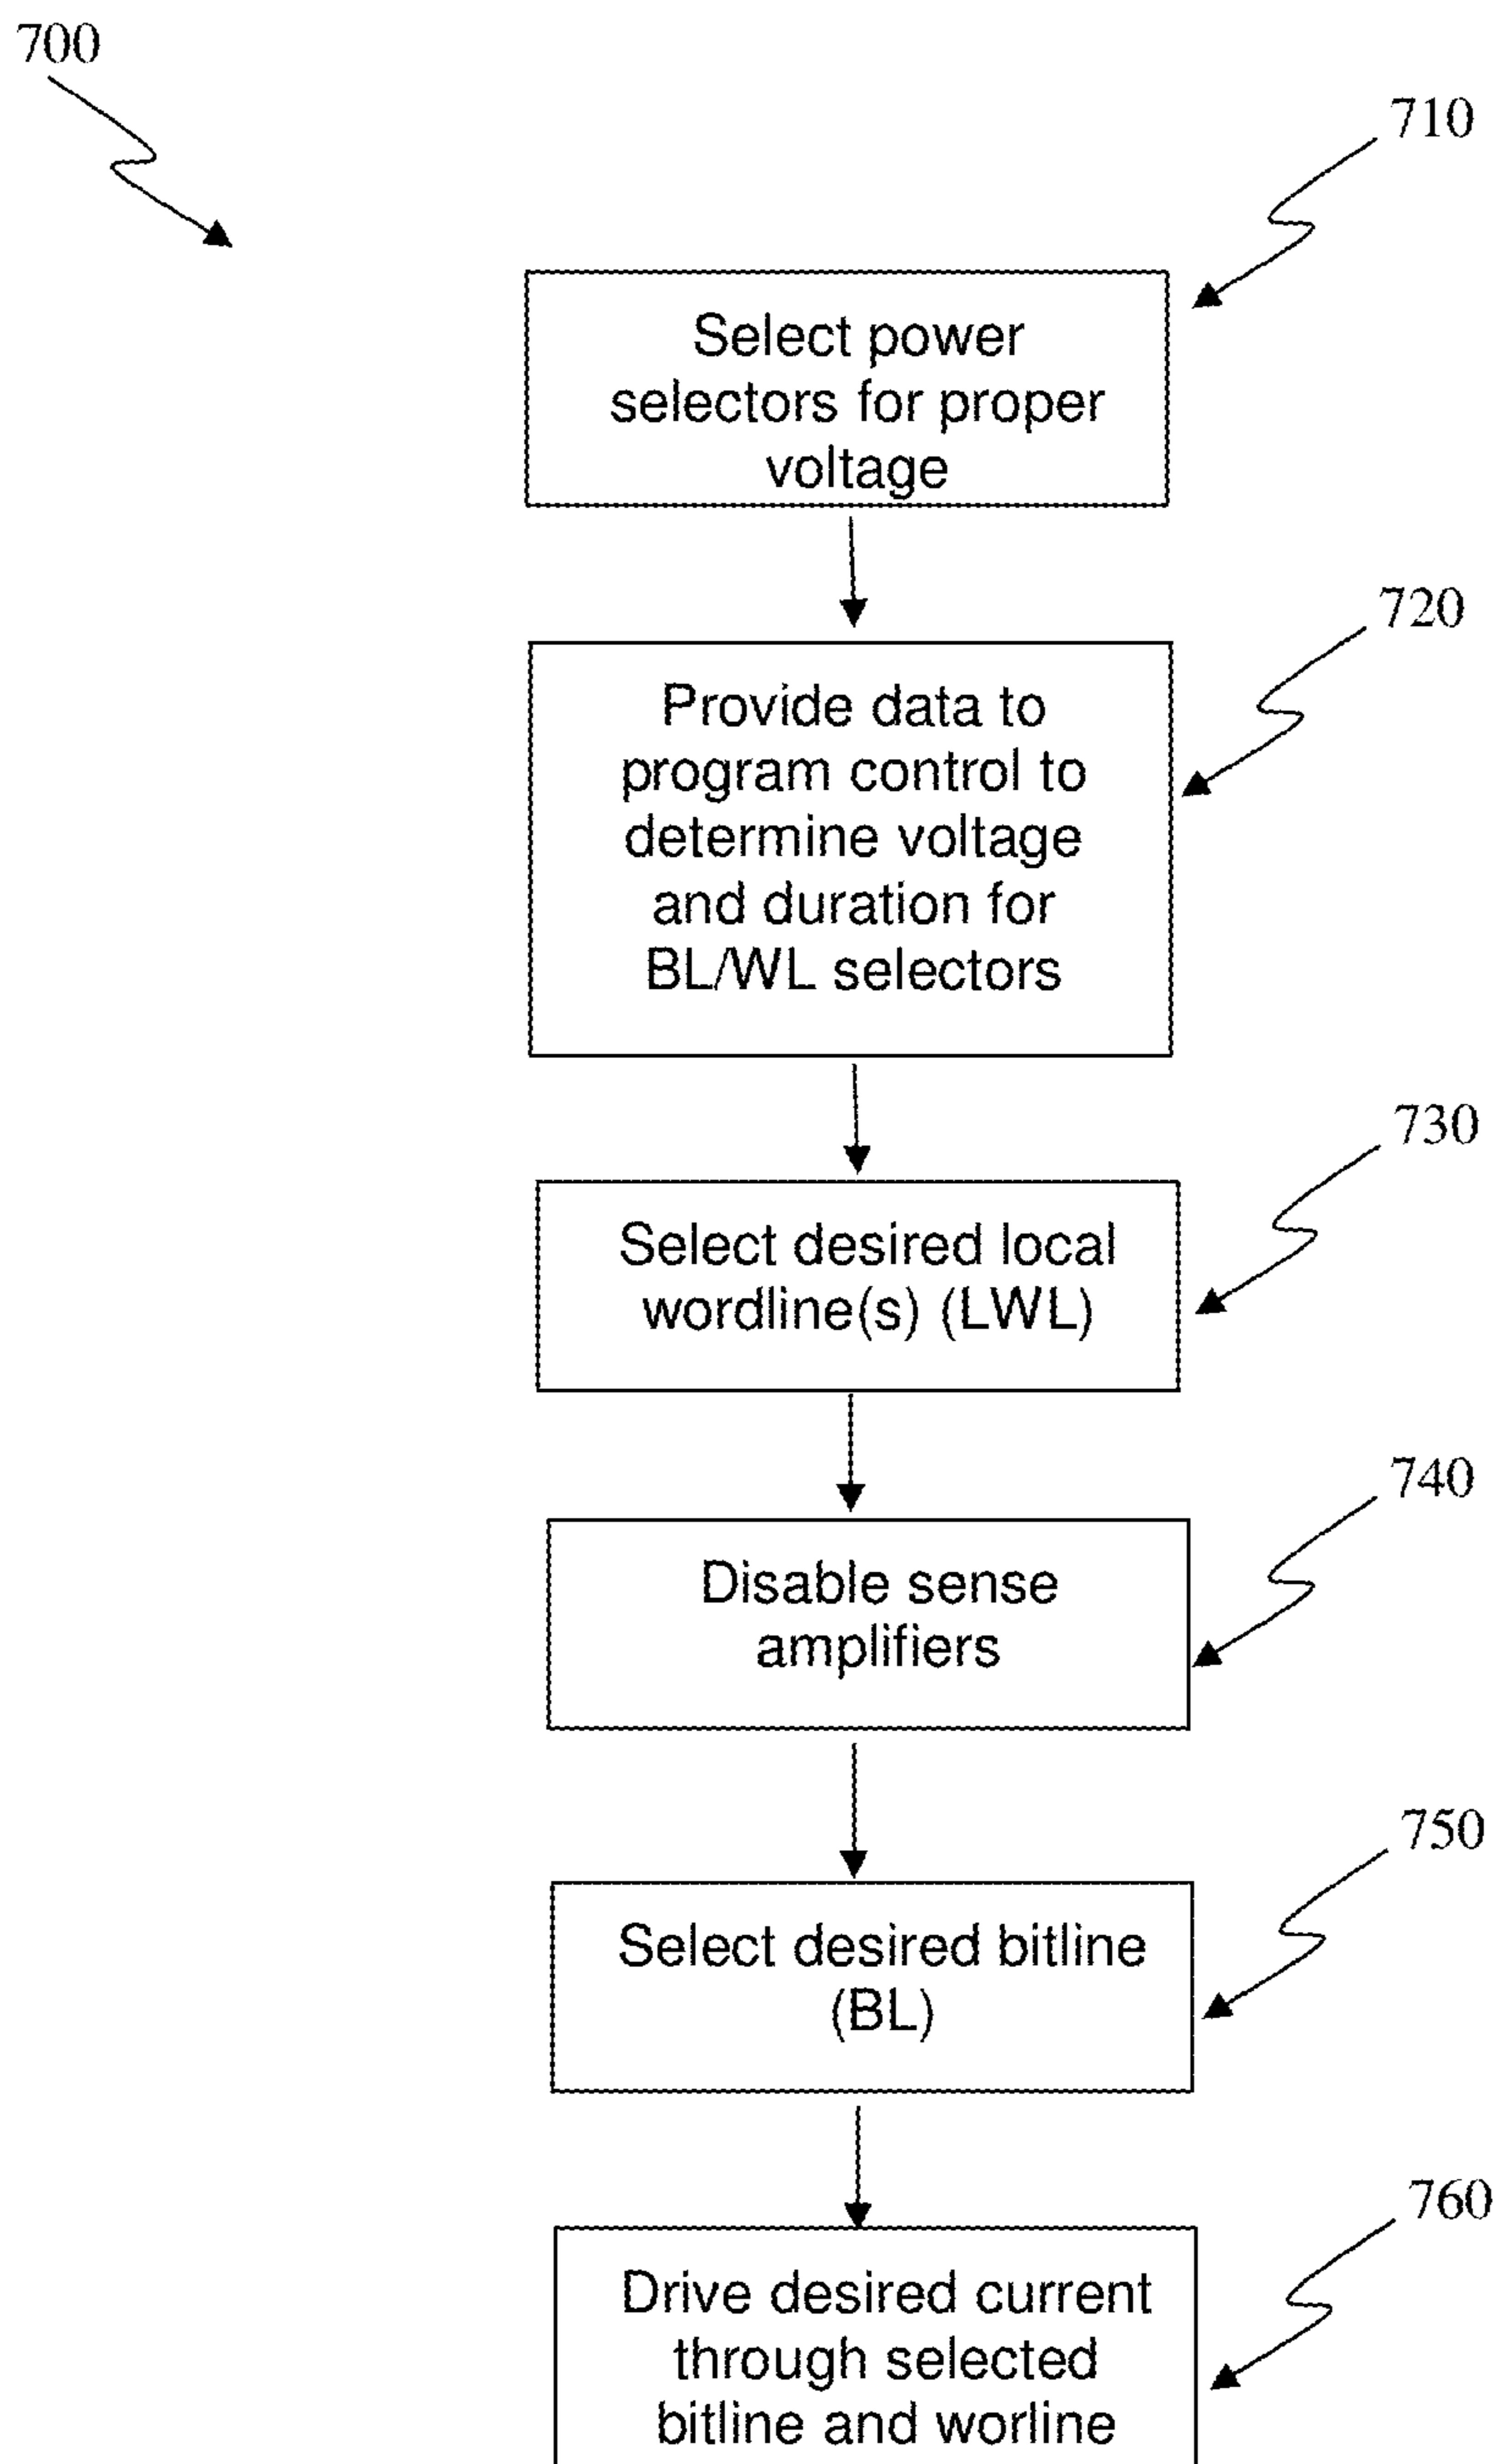 700
710
Select power
selectors for proper
voltage
720
Provide data to
program control to
determine voltage
and duration for
BL/WL selectors
730
Select desired local
wordline(s) (LWL)
740
Disable sense
amplifiers
750
Select desired bitline
(BL)
760
Drive desired current
through selected
bitline and worline